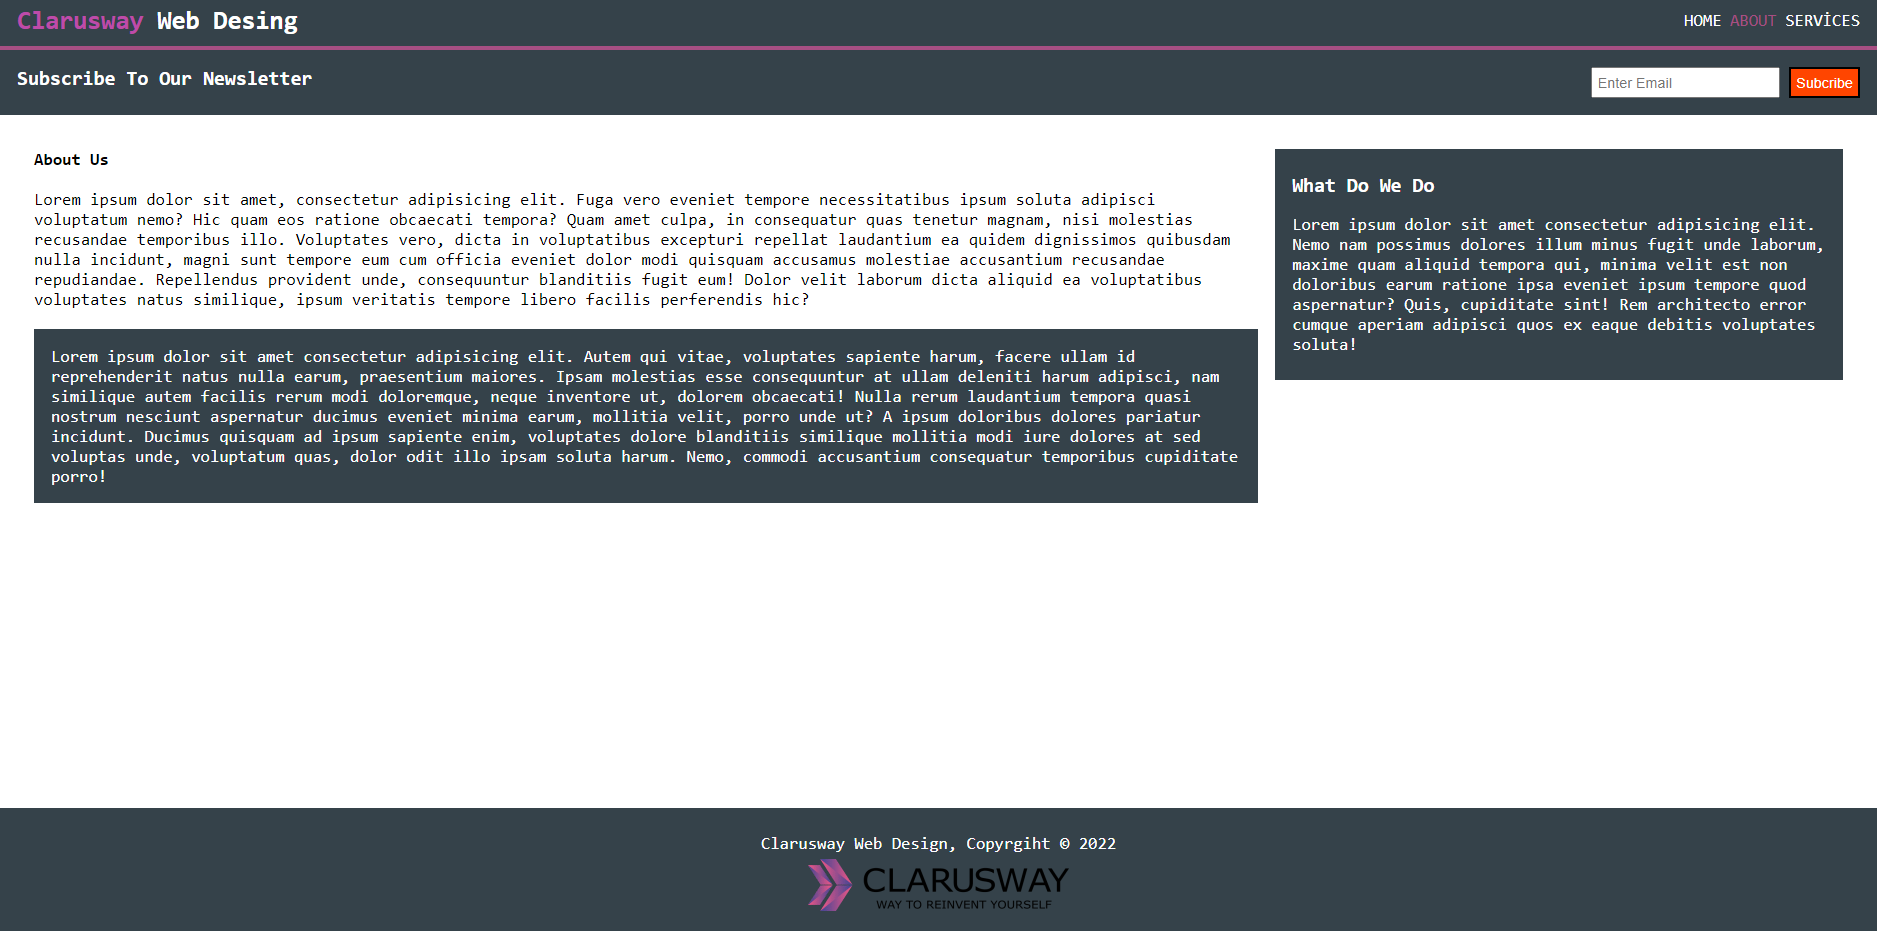 Clarusway Web Desing
HOME ABOUT SERVİCES
Subscribe To Our Newsletter
Enter Email
Subcribe
About Us
Lorem ipsum dolor sit amet, consectetur adipisicing elit. Fuga vero eveniet tempore necessitatibus ipsum soluta adipisci
voluptatum nemo? Hic quam eos ratione obcaecati tempora? Quam amet culpa, in consequatur quas tenetur magnam, nisi molestias
recusandae temporibus illo. Voluptates vero, dicta in voluptatibus excepturi repellat laudantium ea quidem dignissimos quibusdam
nulla incidunt, magni sunt tempore eum cum officia eveniet dolor modi quisquam accusamus molestiae accusantium recusandae
repudiandae. Repellendus provident unde, consequuntur blanditiis fugit eum! Dolor velit laborum dicta aliquid ea voluptatibus
voluptates natus similique, ipsum veritatis tempore libero facilis perferendis hic?
Lorem ipsum dolor sit amet consectetur adipisicing elit. Autem qui vitae, voluptates sapiente harum, facere ullam id
reprehenderit natus nulla earum, praesentium maiores. Ipsam molestias esse consequuntur at ullam deleniti harum adipisci, nam
similique autem facilis rerum modi doloremque, neque inventore ut, dolorem obcaecati! Nulla rerum laudantium tempora quasi
nostrum nesciunt aspernatur ducimus eveniet minima earum, mollitia velit, porro unde ut? A ipsum doloribus dolores pariatur
incidunt. Ducimus quisquam ad ipsum sapiente enim, voluptates dolore blanditiis similique mollitia modi iure dolores at sed
voluptas unde, voluptatum quas, dolor odit illo ipsam soluta harum. Nemo, commodi accusantium consequatur temporibus cupiditate
porro!
What Do We Do
Lorem ipsum dolor sit amet consectetur adipisicing elit.
Nemo nam possimus dolores illum minus fugit unde laborum,
maxime quam aliquid tempora qui, minima velit est non
doloribus earum ratione ipsa eveniet ipsum tempore quod
aspernatur? Quis, cupiditate sint! Rem architecto error
cumque aperiam adipisci quos ex eaque debitis voluptates
soluta!
Clarusway Web Design, Copyrgiht © 2022
CLARUSWAY
WAY TO REINVENT YOURSELF